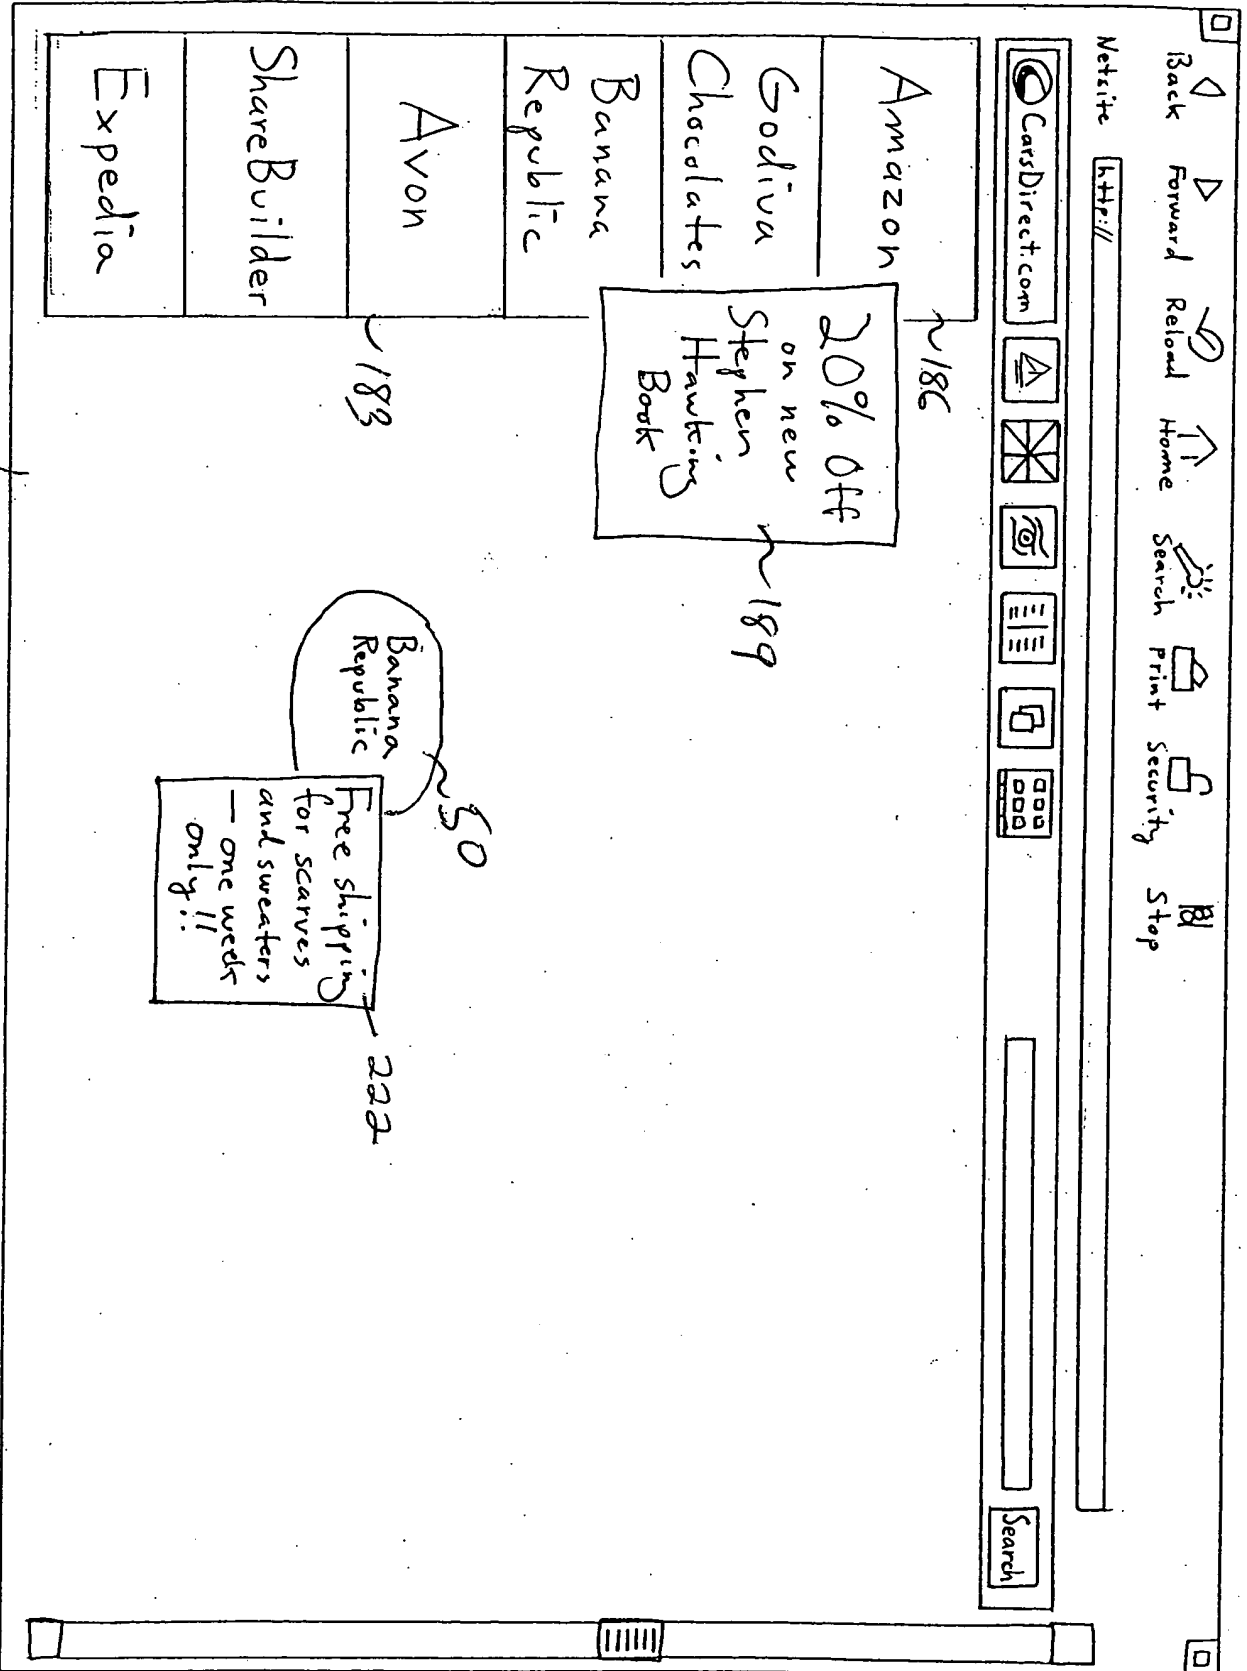 Back Forward Reload Home Search Print Security Stop
Netsite http://
CarsDirect.com Search
Amazon
~186
Godiva
Chocolates
20% Off
on new
Stephen
Hawking
Book
~189
Banana
Republic
Avon
~183
ShareBuilder
Expedia
Banana
Republic
~50
Free shipping
for scarves
and sweaters
– one week
only!!
222